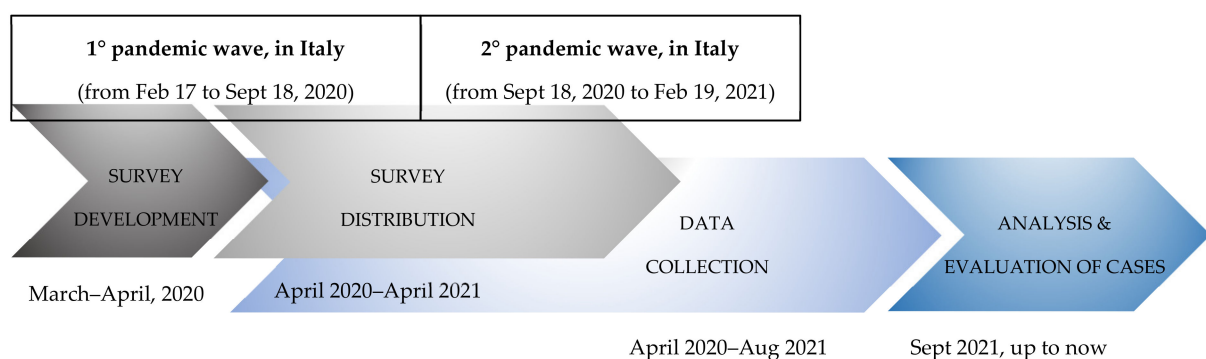 1° pandemic wave, in Italy
(from Feb 17 to Sept 18, 2020)
2° pandemic wave, in Italy
(from Sept 18, 2020 to Feb 19, 2021)
SURVEY
DEVELOPMENT
March–April, 2020
SURVEY
DISTRIBUTION
April 2020–April 2021
DATA
COLLECTION
April 2020–Aug 2021
ANALYSIS &
EVALUATION OF CASES
Sept 2021, up to now